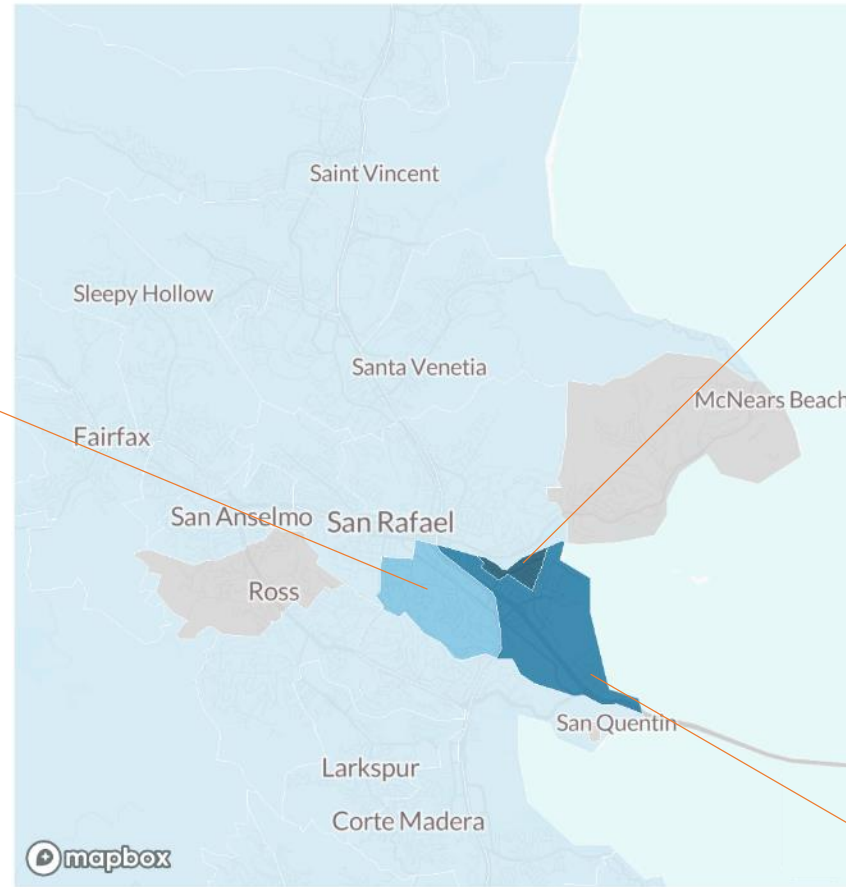 Saint Vincent
Sleepy Hollow
Santa Venetia
McNears Beach
Fairfax
San Anselmo
San Rafael
Ross
San Quentin
Larkspur
Corte Madera
mapbox